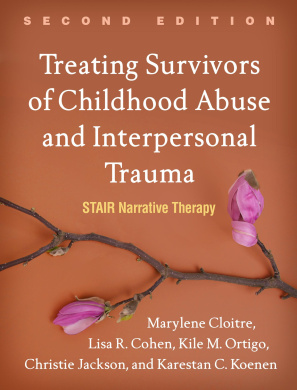 SECOND EDITION
Treating Survivors
of Childhood Abuse
and Interpersonal
Trauma
STAIR Narrative Therapy
Marylene Cloitre,
Lisa R. Cohen, Kile M. Ortigo,
Christie Jackson, and Karestan C. Koenen